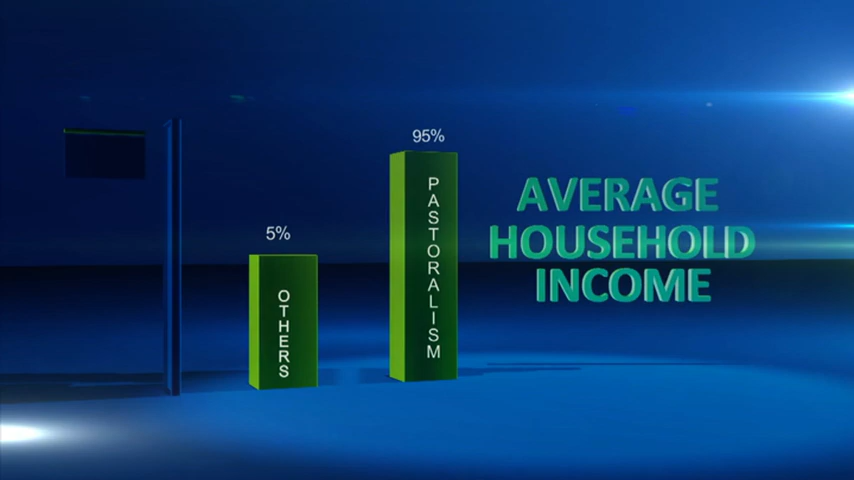 95%
5%
PASTORALISM
OTHERS
AVERAGE
HOUSEHOLD
INCOME